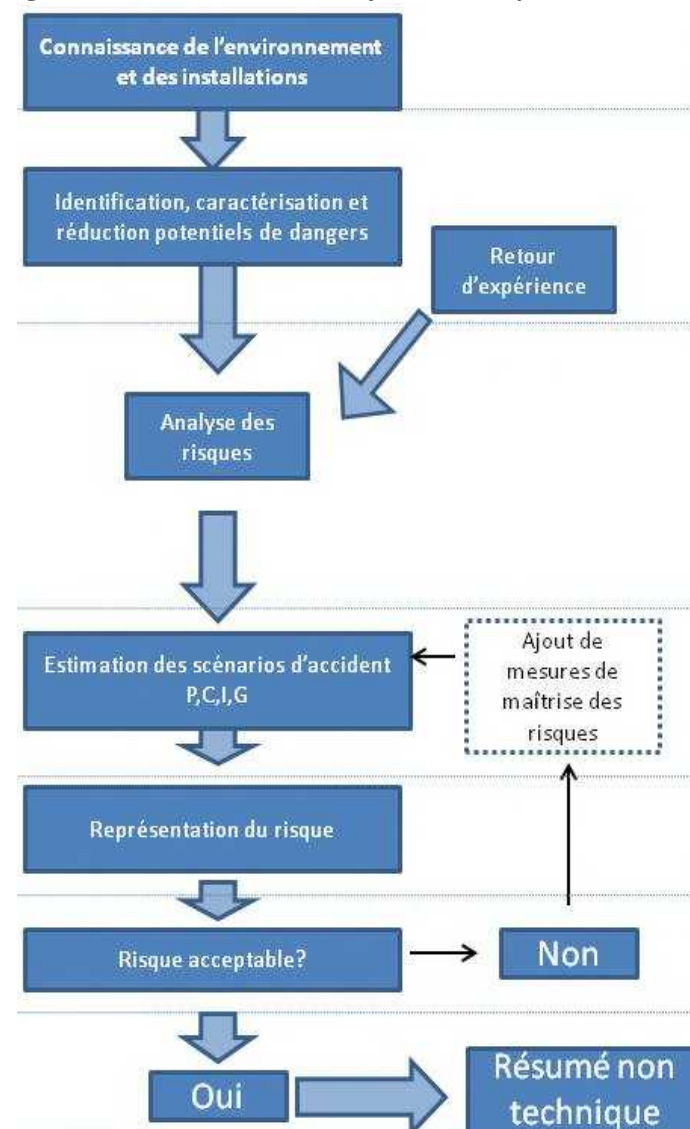 Connaissance de l'environnement
et des installations
Identification, caractérisation et
réduction potentiels de dangers
Retour
d'expérience
Analyse des
risques
Estimation des scénarios d'accident
P,C,I,G
Ajout de
mesures de
maîtrise des
risques
Représentation du risque
Risque acceptable?
Non
Oui
Résumé non
technique